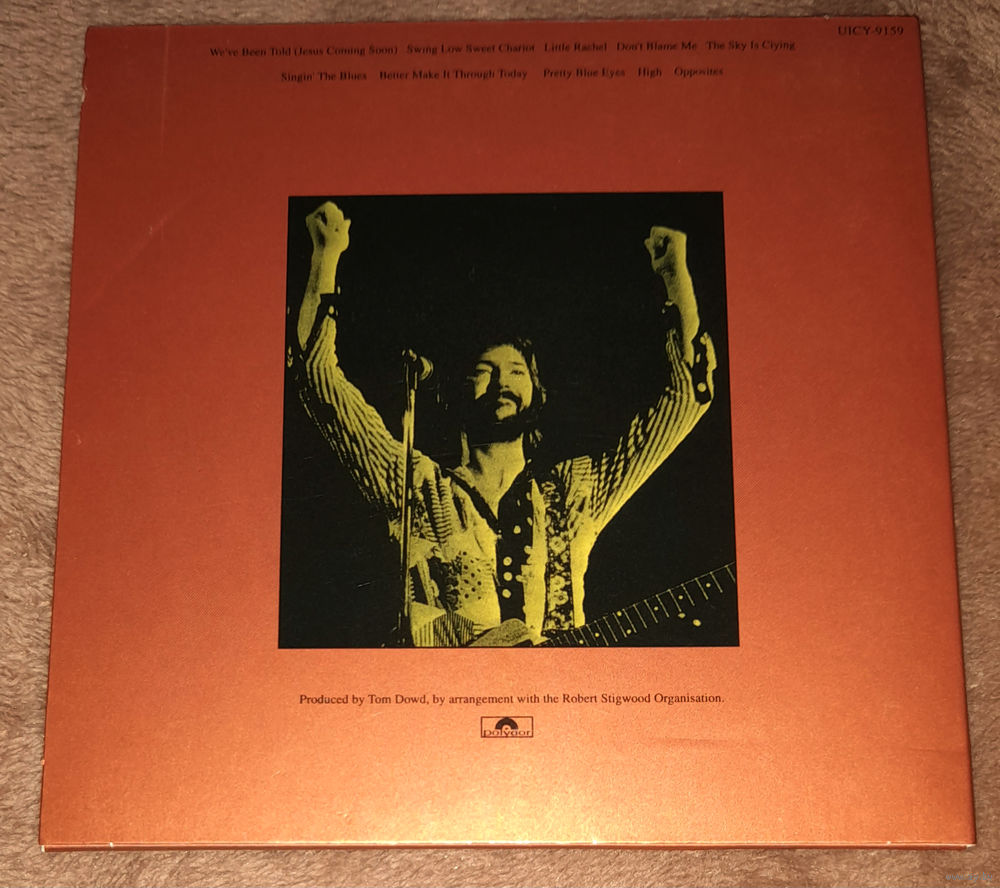 UICY-9159
We've Been Told (Jesus Coming Soon) Swing Low Sweet Chariot Little Rachel Don't Blame Me The Sky Is Crying
Singin' The Blues Better Make It Through Today Pretty Blue Eyes High Opposites
Produced by Tom Dowd, by arrangement with the Robert Stigwood Organisation.
polydor